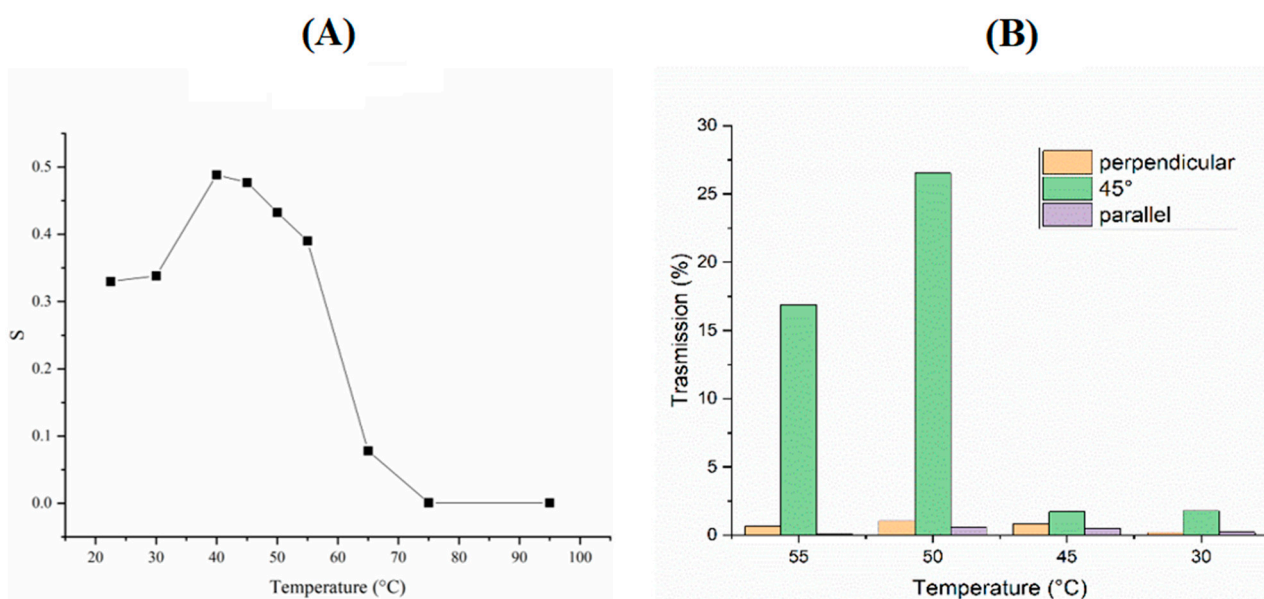 (A)
(B)
0.5
0.4
0.3
0.2
0.1
0.0
S
20 30 40 50 60 70 80 90 100
Temperature (°C)
30
25
20
15
10
5
0
Trasmission (%)
perpendicular
45°
parallel
55 50 45 30
Temperature (°C)